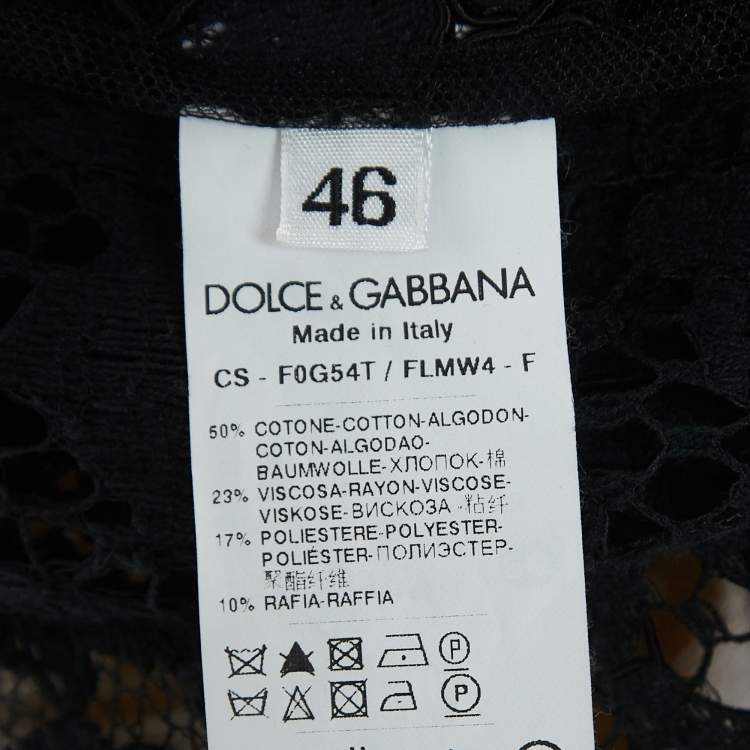 46
DOLCE & GABBANA
Made in Italy
CS - F0G54T / FLMW4 - F
50% COTONE-COTTON-ALGODON-
COTON-ALGODAO-
BAUMWOLLE-ХЛОПОК-棉
23% VISCOSA-RAYON-VISCOSE-
VISKOSE-ВИСКОЗА -粘纤
17% POLIESTERE-POLYESTER-
POLIÉSTER-ПОЛИЭСТЕР-
聚酯纤维
10% RAFIA-RAFFIA
P
P